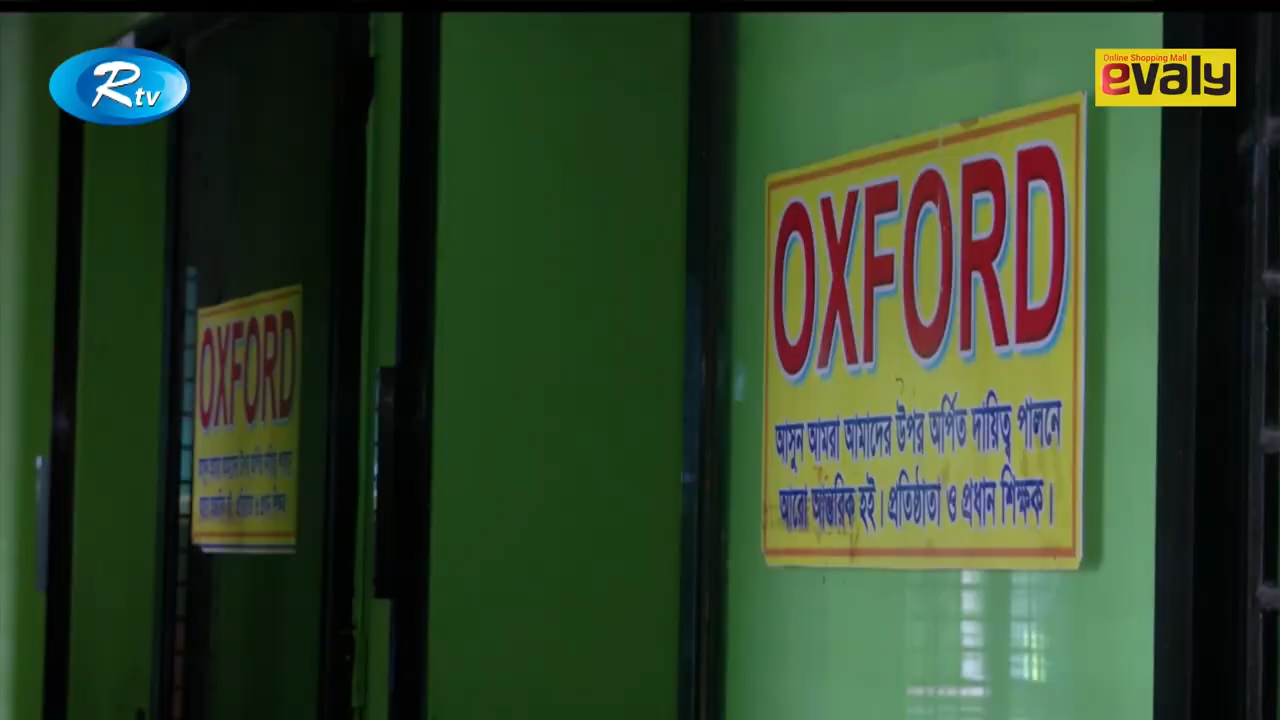 Rtv
Online Shopping Mall
evaly
OXFORD
আসুন আমরা আমাদের উপর অর্পিত দায়িত্ব পালনে
আরো আন্তরিক হই। প্রতিষ্ঠাতা ও প্রধান শিক্ষক।
OXFORD